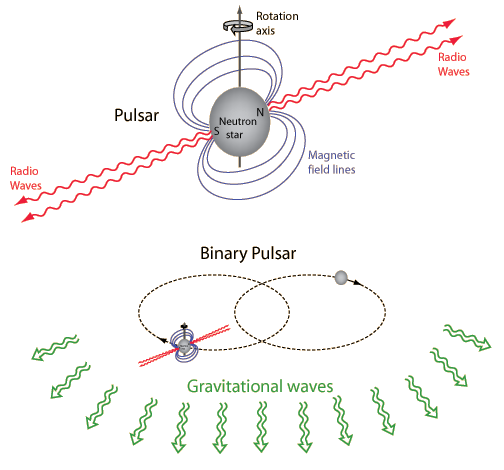 Rotation
axis
Radio
Waves
Pulsar
N
Neutron
S
star
Magnetic
field lines
Radio
Waves
Binary Pulsar
Gravitational waves